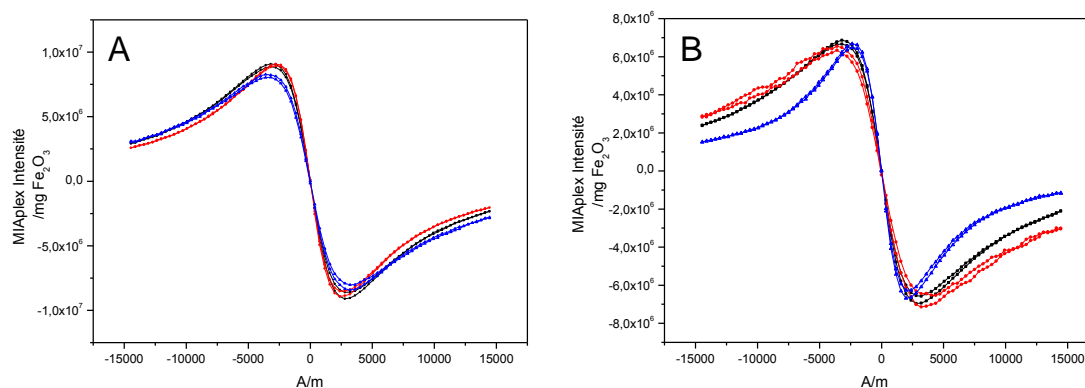 A
1,0x10⁷
5,0x10⁶
0,0
-5,0x10⁶
-1,0x10⁷
MIAplex Intensité
/mg Fe₂O₃
-15000 -10000 -5000 0 5000 10000 15000
A/m
B
8,0x10⁶
6,0x10⁶
4,0x10⁶
2,0x10⁶
0,0
-2,0x10⁶
-4,0x10⁶
-6,0x10⁶
-8,0x10⁶
MIAplex Intensité
/mg Fe₂O₃
-15000 -10000 -5000 0 5000 10000 15000
A/m